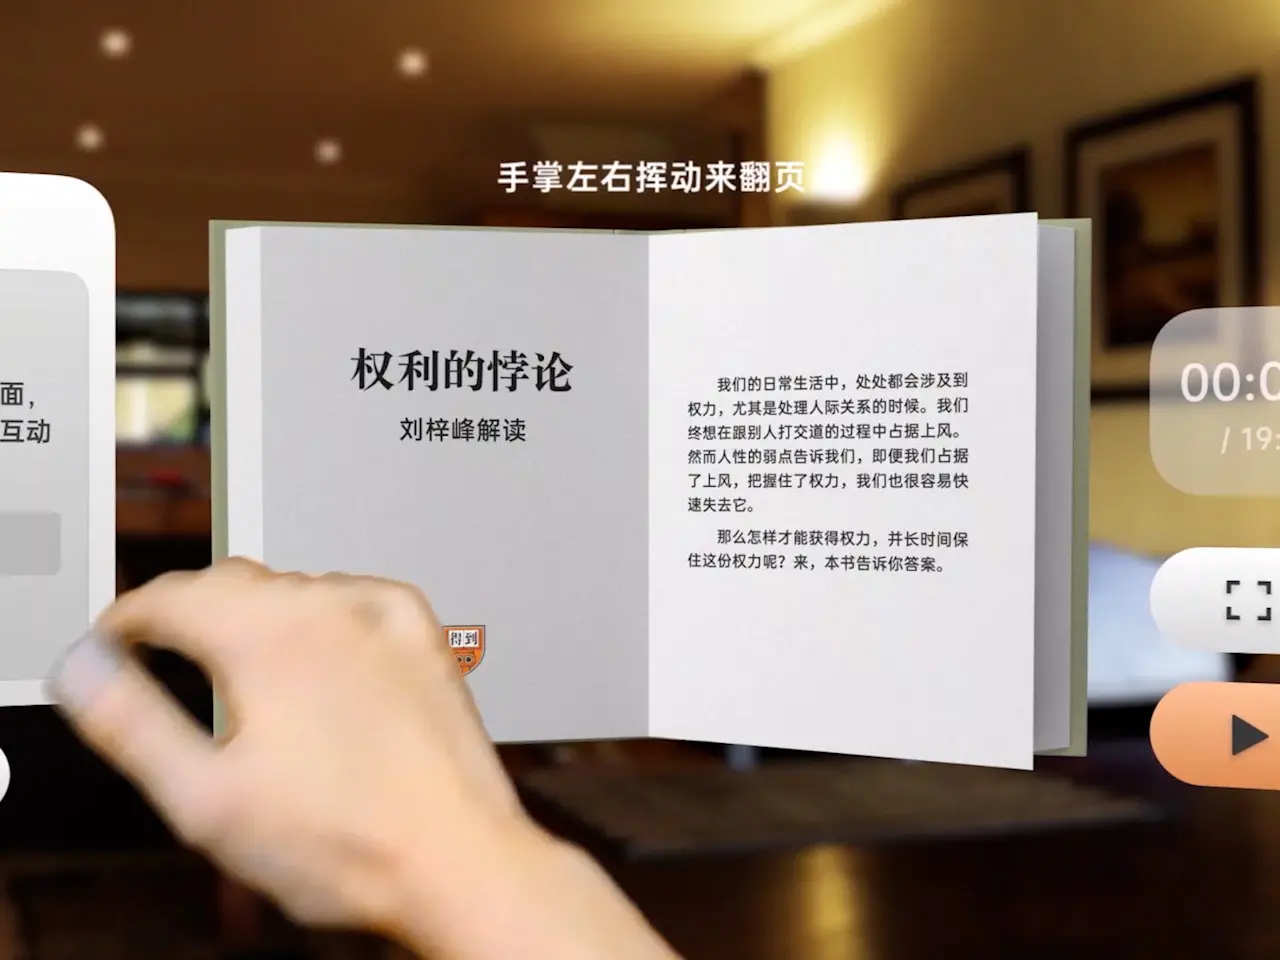 手掌左右挥动来翻页
面，
互动
权利的悖论
刘梓峰解读
得到
我们的日常生活中，处处都会涉及到
权力，尤其是处理人际关系的时候。我们
终想在跟别人打交道的过程中占据上风。
然而人性的弱点告诉我们，即便我们占据
了上风，把握住了权力，我们也很容易快
速失去它。
那么怎样才能获得权力，并长时间保
住这份权力呢？来，本书告诉你答案。
00:0
/ 19: